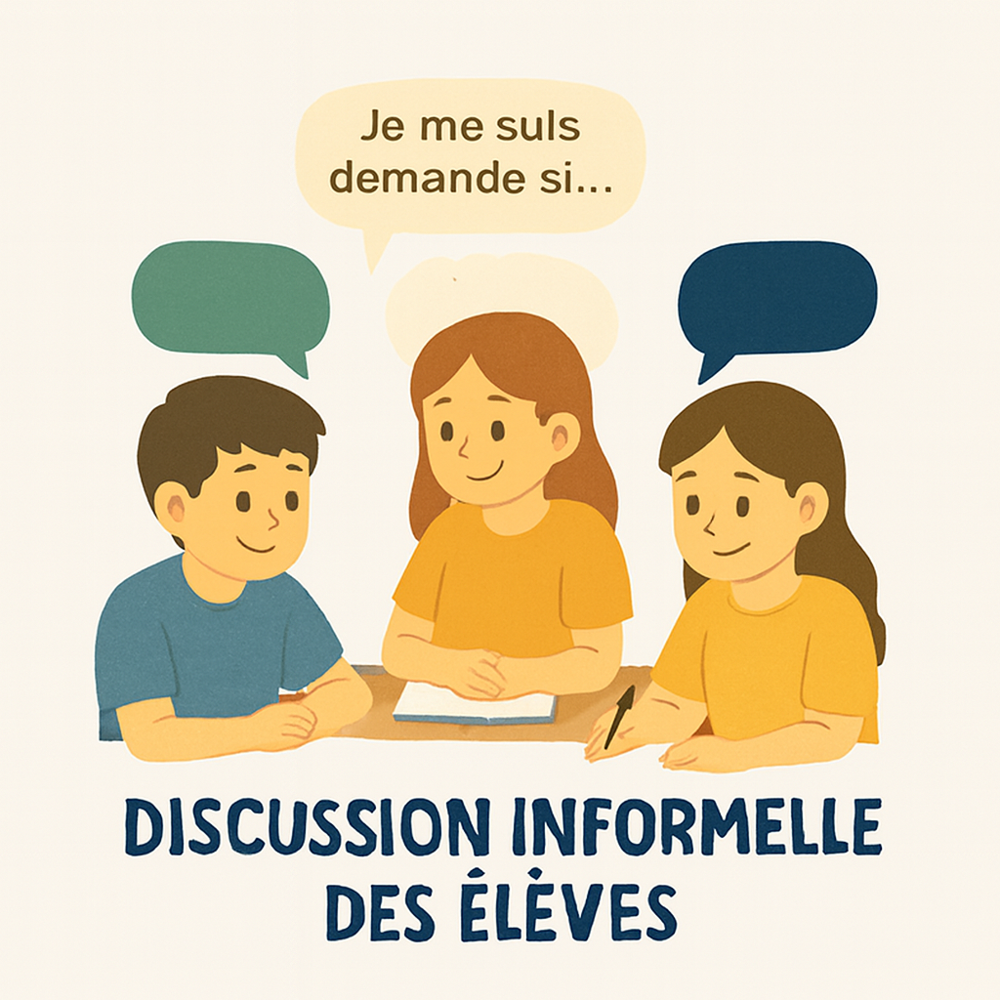 Je me suls
demande si...
DISCUSSION INFORMELLE
DES ÉLÈVES